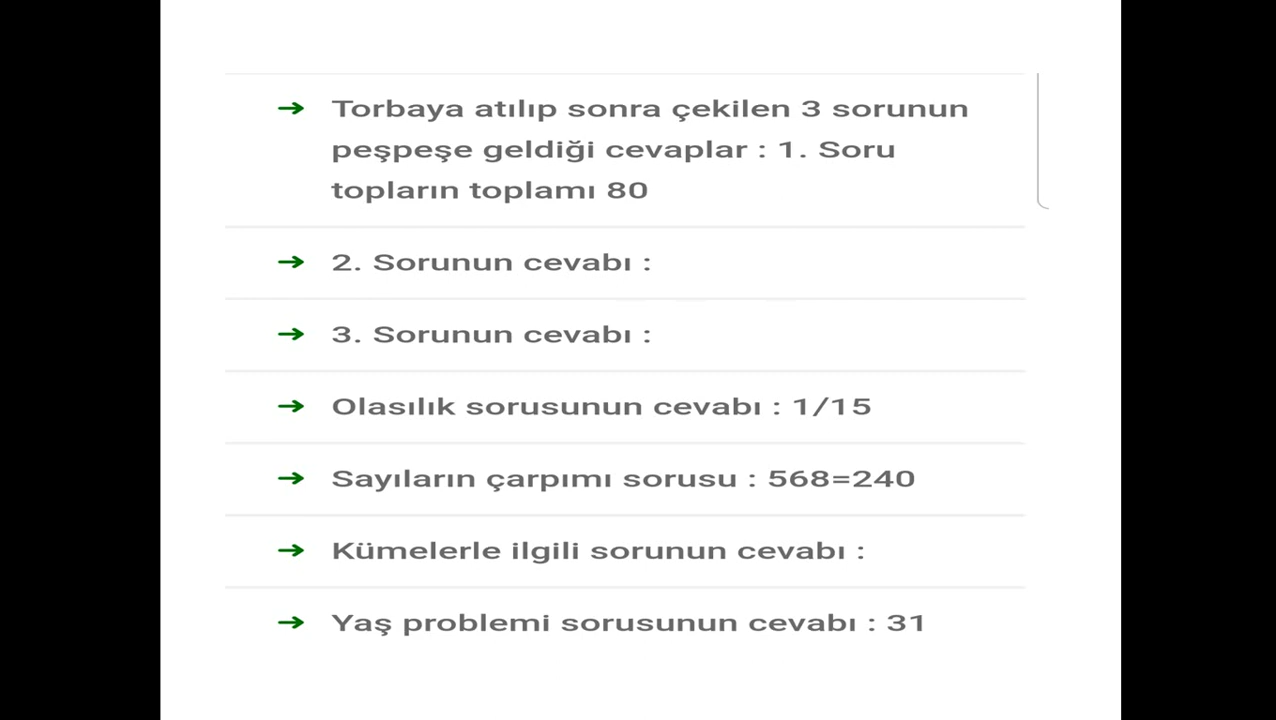 Torbaya atılıp sonra çekilen 3 sorunun
peşpeşe geldiği cevaplar : 1. Soru
topların toplamı 80
2. Sorunun cevabı :
3. Sorunun cevabı :
Olasılık sorusunun cevabı : 1/15
Sayıların çarpımı sorusu : 568=240
Kümelerle ilgili sorunun cevabı :
Yaş problemi sorusunun cevabı : 31